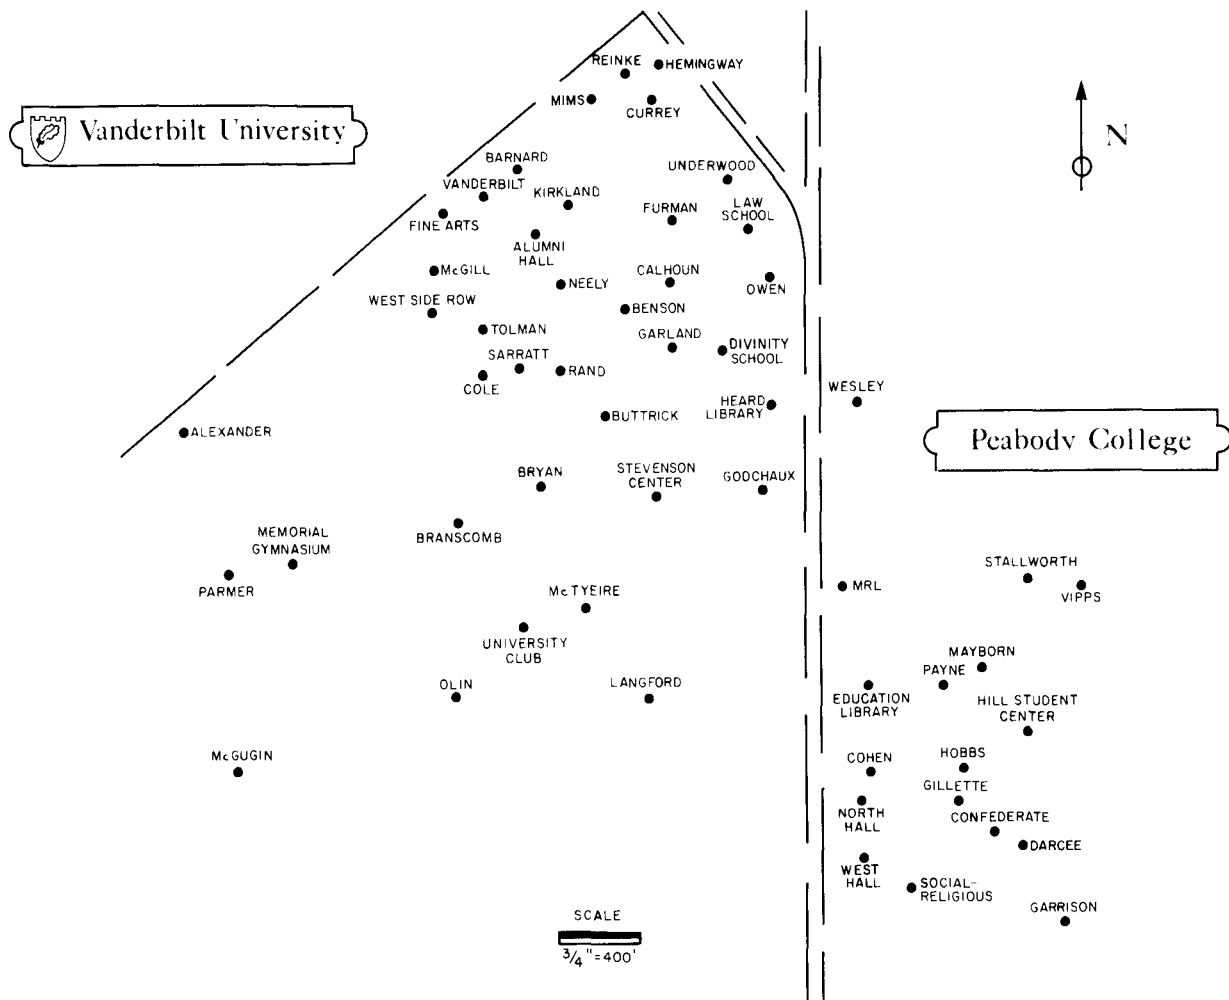 REINKE
HEMINGWAY
MIMS
CURREY
Vanderbilt University
N
BARNARD
UNDERWOOD
VANDERBILT
KIRKLAND
FURMAN
LAW
SCHOOL
FINE ARTS
ALUMNI
HALL
McGILL
NEELY
CALHOUN
OWEN
WEST SIDE ROW
BENSON
TOLMAN
GARLAND
DIVINITY
SCHOOL
SARRATT
RAND
COLE
WESLEY
HEARD
LIBRARY
BUTTRICK
ALEXANDER
Peabody College
BRYAN
STEVENSON
CENTER
GODCHAUX
BRANSCOMB
MEMORIAL
GYMNASIUM
PARMER
STALLWORTH
MRL
VIPPS
McTYEIRE
UNIVERSITY
CLUB
MAYBORN
PAYNE
OLIN
LANGFORD
EDUCATION
LIBRARY
HILL STUDENT
CENTER
McGUGIN
COHEN
HOBBS
GILLETTE
NORTH
HALL
CONFEDERATE
DARCEE
WEST
HALL
SOCIAL-
RELIGIOUS
GARRISON
SCALE
3/4"=400'